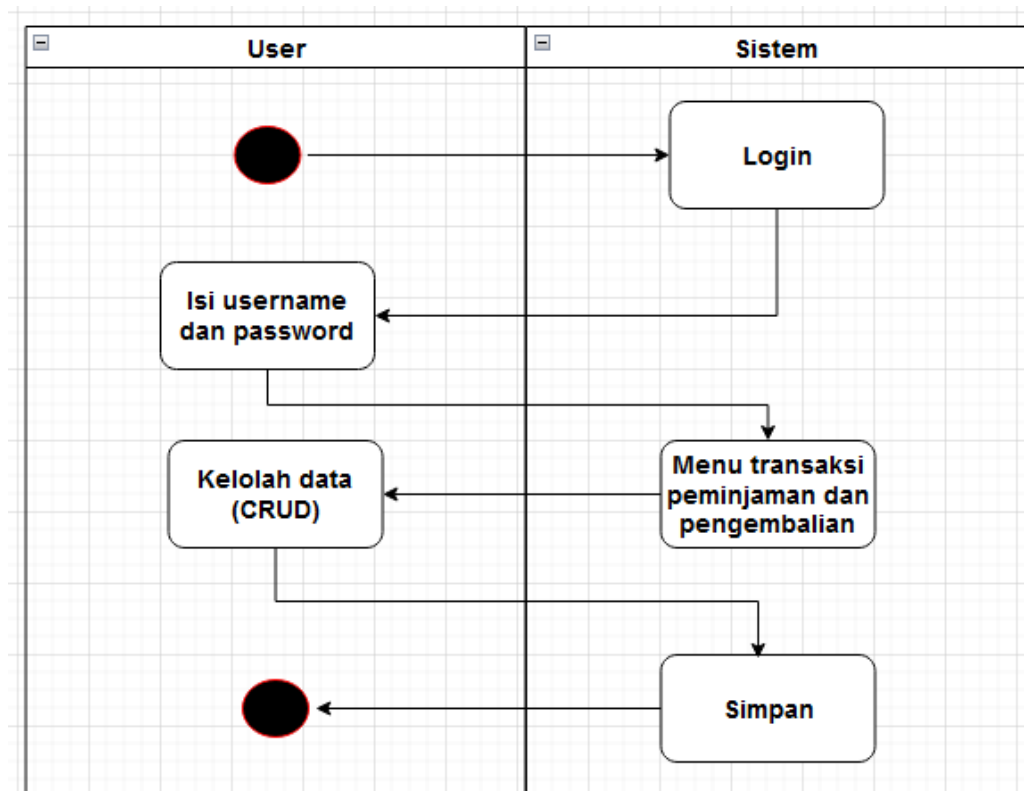 User
Sistem
Login
Isi username
dan password
Menu transaksi
peminjaman dan
pengembalian
Kelolah data
(CRUD)
Simpan